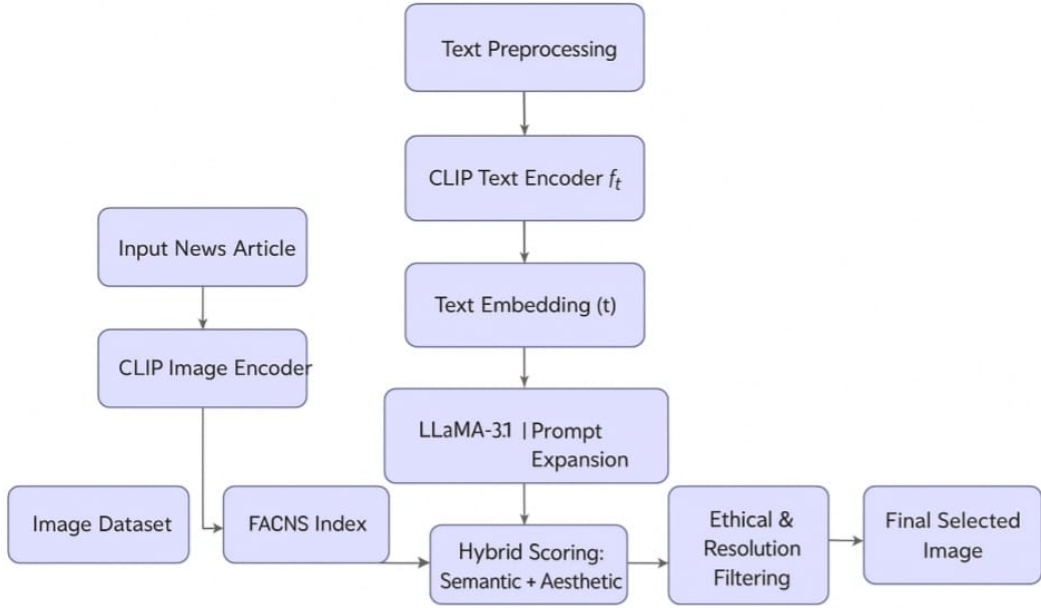 Text Preprocessing
CLIP Text Encoder fₜ
Input News Article
Text Embedding (t)
CLIP Image Encoder
LLaMA-3.1 | Prompt
Expansion
Image Dataset
FACNS Index
Hybrid Scoring:
Semantic + Aesthetic
Ethical &
Resolution
Filtering
Final Selected
Image